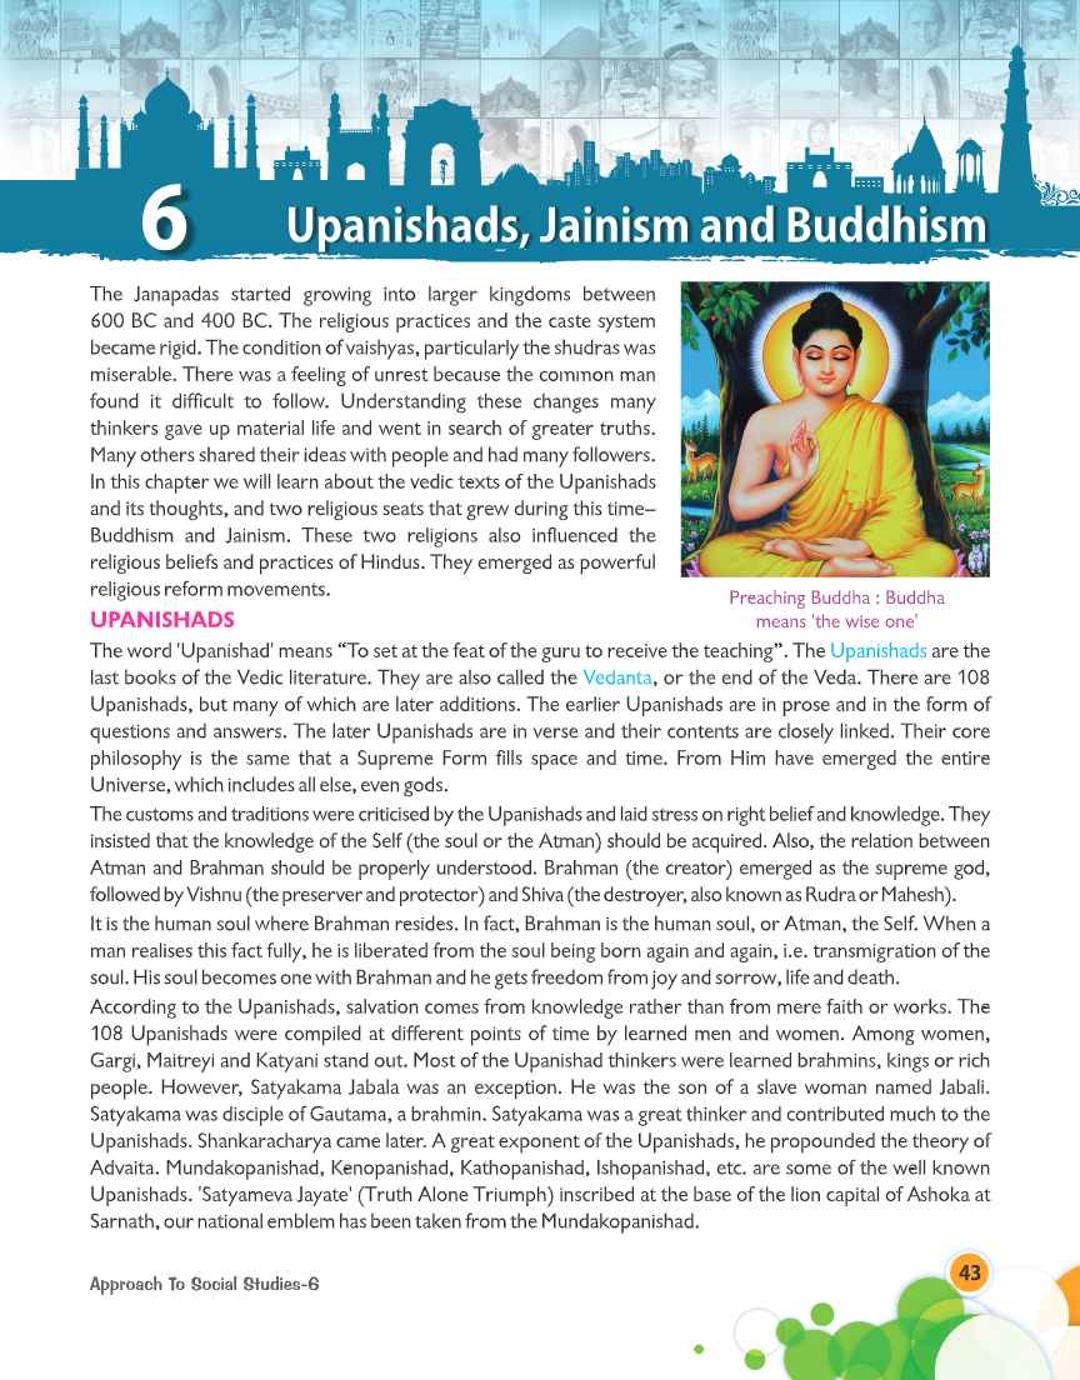 6
Upanishads, Jainism and Buddhism
The Janapadas started growing into larger kingdoms between
600 BC and 400 BC. The religious practices and the caste system
became rigid. The condition of vaishyas, particularly the shudras was
miserable. There was a feeling of unrest because the common man
found it difficult to follow. Understanding these changes many
thinkers gave up material life and went in search of greater truths.
Many others shared their ideas with people and had many followers.
In this chapter we will learn about the vedic texts of the Upanishads
and its thoughts, and two religious seats that grew during this time–
Buddhism and Jainism. These two religions also influenced the
religious beliefs and practices of Hindus. They emerged as powerful
religious reform movements.
Preaching Buddha : Buddha
means 'the wise one'
UPANISHADS
The word 'Upanishad' means “To set at the feat of the guru to receive the teaching”. The Upanishads are the
last books of the Vedic literature. They are also called the Vedanta, or the end of the Veda. There are 108
Upanishads, but many of which are later additions. The earlier Upanishads are in prose and in the form of
questions and answers. The later Upanishads are in verse and their contents are closely linked. Their core
philosophy is the same that a Supreme Form fills space and time. From Him have emerged the entire
Universe, which includes all else, even gods.
The customs and traditions were criticised by the Upanishads and laid stress on right belief and knowledge. They
insisted that the knowledge of the Self (the soul or the Atman) should be acquired. Also, the relation between
Atman and Brahman should be properly understood. Brahman (the creator) emerged as the supreme god,
followed by Vishnu (the preserver and protector) and Shiva (the destroyer, also known as Rudra or Mahesh).
It is the human soul where Brahman resides. In fact, Brahman is the human soul, or Atman, the Self. When a
man realises this fact fully, he is liberated from the soul being born again and again, i.e. transmigration of the
soul. His soul becomes one with Brahman and he gets freedom from joy and sorrow, life and death.
According to the Upanishads, salvation comes from knowledge rather than from mere faith or works. The
108 Upanishads were compiled at different points of time by learned men and women. Among women,
Gargi, Maitreyi and Katyani stand out. Most of the Upanishad thinkers were learned brahmins, kings or rich
people. However, Satyakama Jabala was an exception. He was the son of a slave woman named Jabali.
Satyakama was disciple of Gautama, a brahmin. Satyakama was a great thinker and contributed much to the
Upanishads. Shankaracharya came later. A great exponent of the Upanishads, he propounded the theory of
Advaita. Mundakopanishad, Kenopanishad, Kathopanishad, Ishopanishad, etc. are some of the well known
Upanishads. 'Satyameva Jayate' (Truth Alone Triumph) inscribed at the base of the lion capital of Ashoka at
Sarnath, our national emblem has been taken from the Mundakopanishad.
Approach To Social Studies-6
43